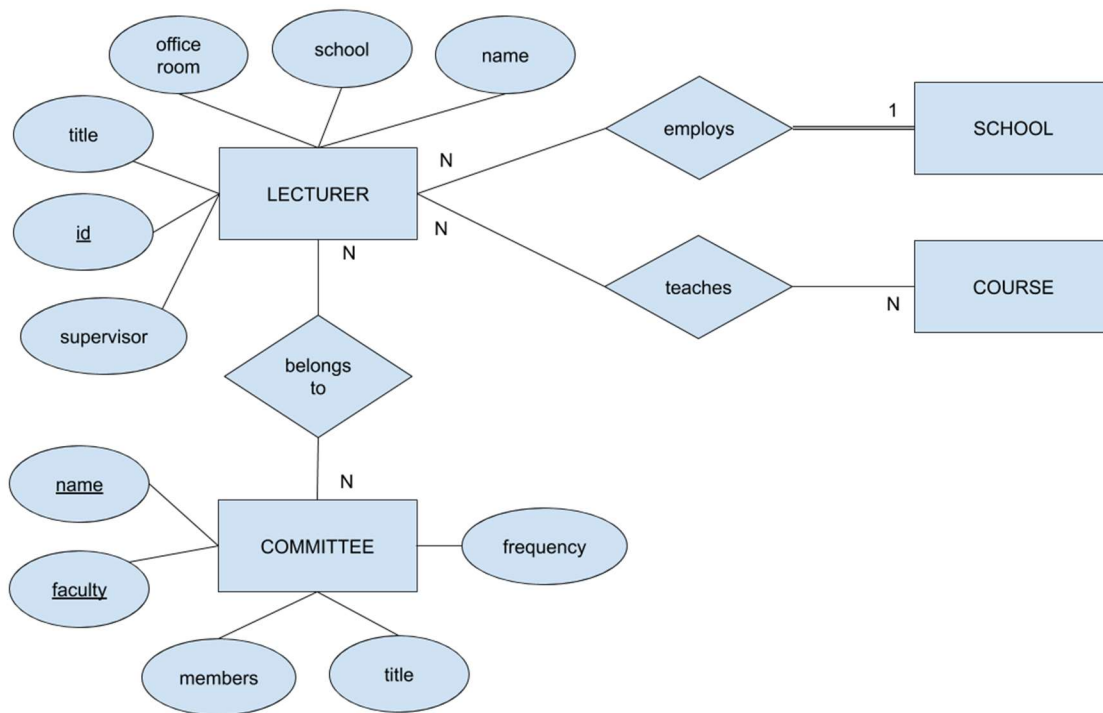 office
room
school
name
title
employs
1
SCHOOL
N
LECTURER
id
N
N
teaches
COURSE
N
supervisor
belongs
to
name
N
COMMITTEE
frequency
faculty
members
title